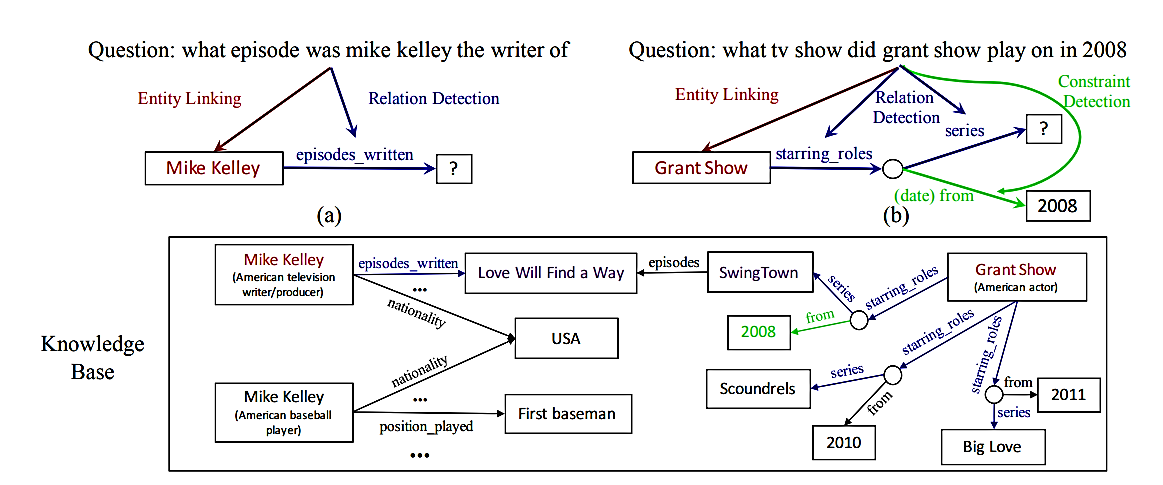 Question: what episode was mike kelley the writer of
Entity Linking
Relation Detection
Mike Kelley
episodes_written
?
(a)
Question: what tv show did grant show play on in 2008
Entity Linking
Relation
Detection
Constraint
Detection
series
?
Grant Show
starring_roles
(date) from
2008
(b)
Knowledge
Base
Mike Kelley
(American television
writer/producer)
episodes_written
...
nationality
Love Will Find a Way
episodes
SwingTown
series
starring_roles
Grant Show
(American actor)
from
2008
USA
starring_roles
starring_roles
nationality
Mike Kelley
(American baseball
player)
...
position_played
...
First baseman
Scoundrels
series
from
2010
from
2011
series
Big Love